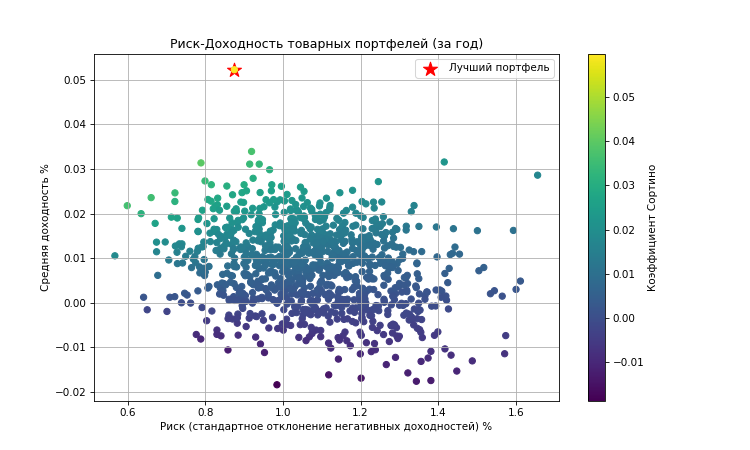 Риск-Доходность товарных портфелей (за год)
Лучший портфель
Средняя доходность %
0.05
0.04
0.03
0.02
0.01
0.00
−0.01
−0.02
0.6 0.8 1.0 1.2 1.4 1.6
Риск (стандартное отклонение негативных доходностей) %
0.05
0.04
0.03
0.02
0.01
0.00
−0.01
Коэффициент Сортино